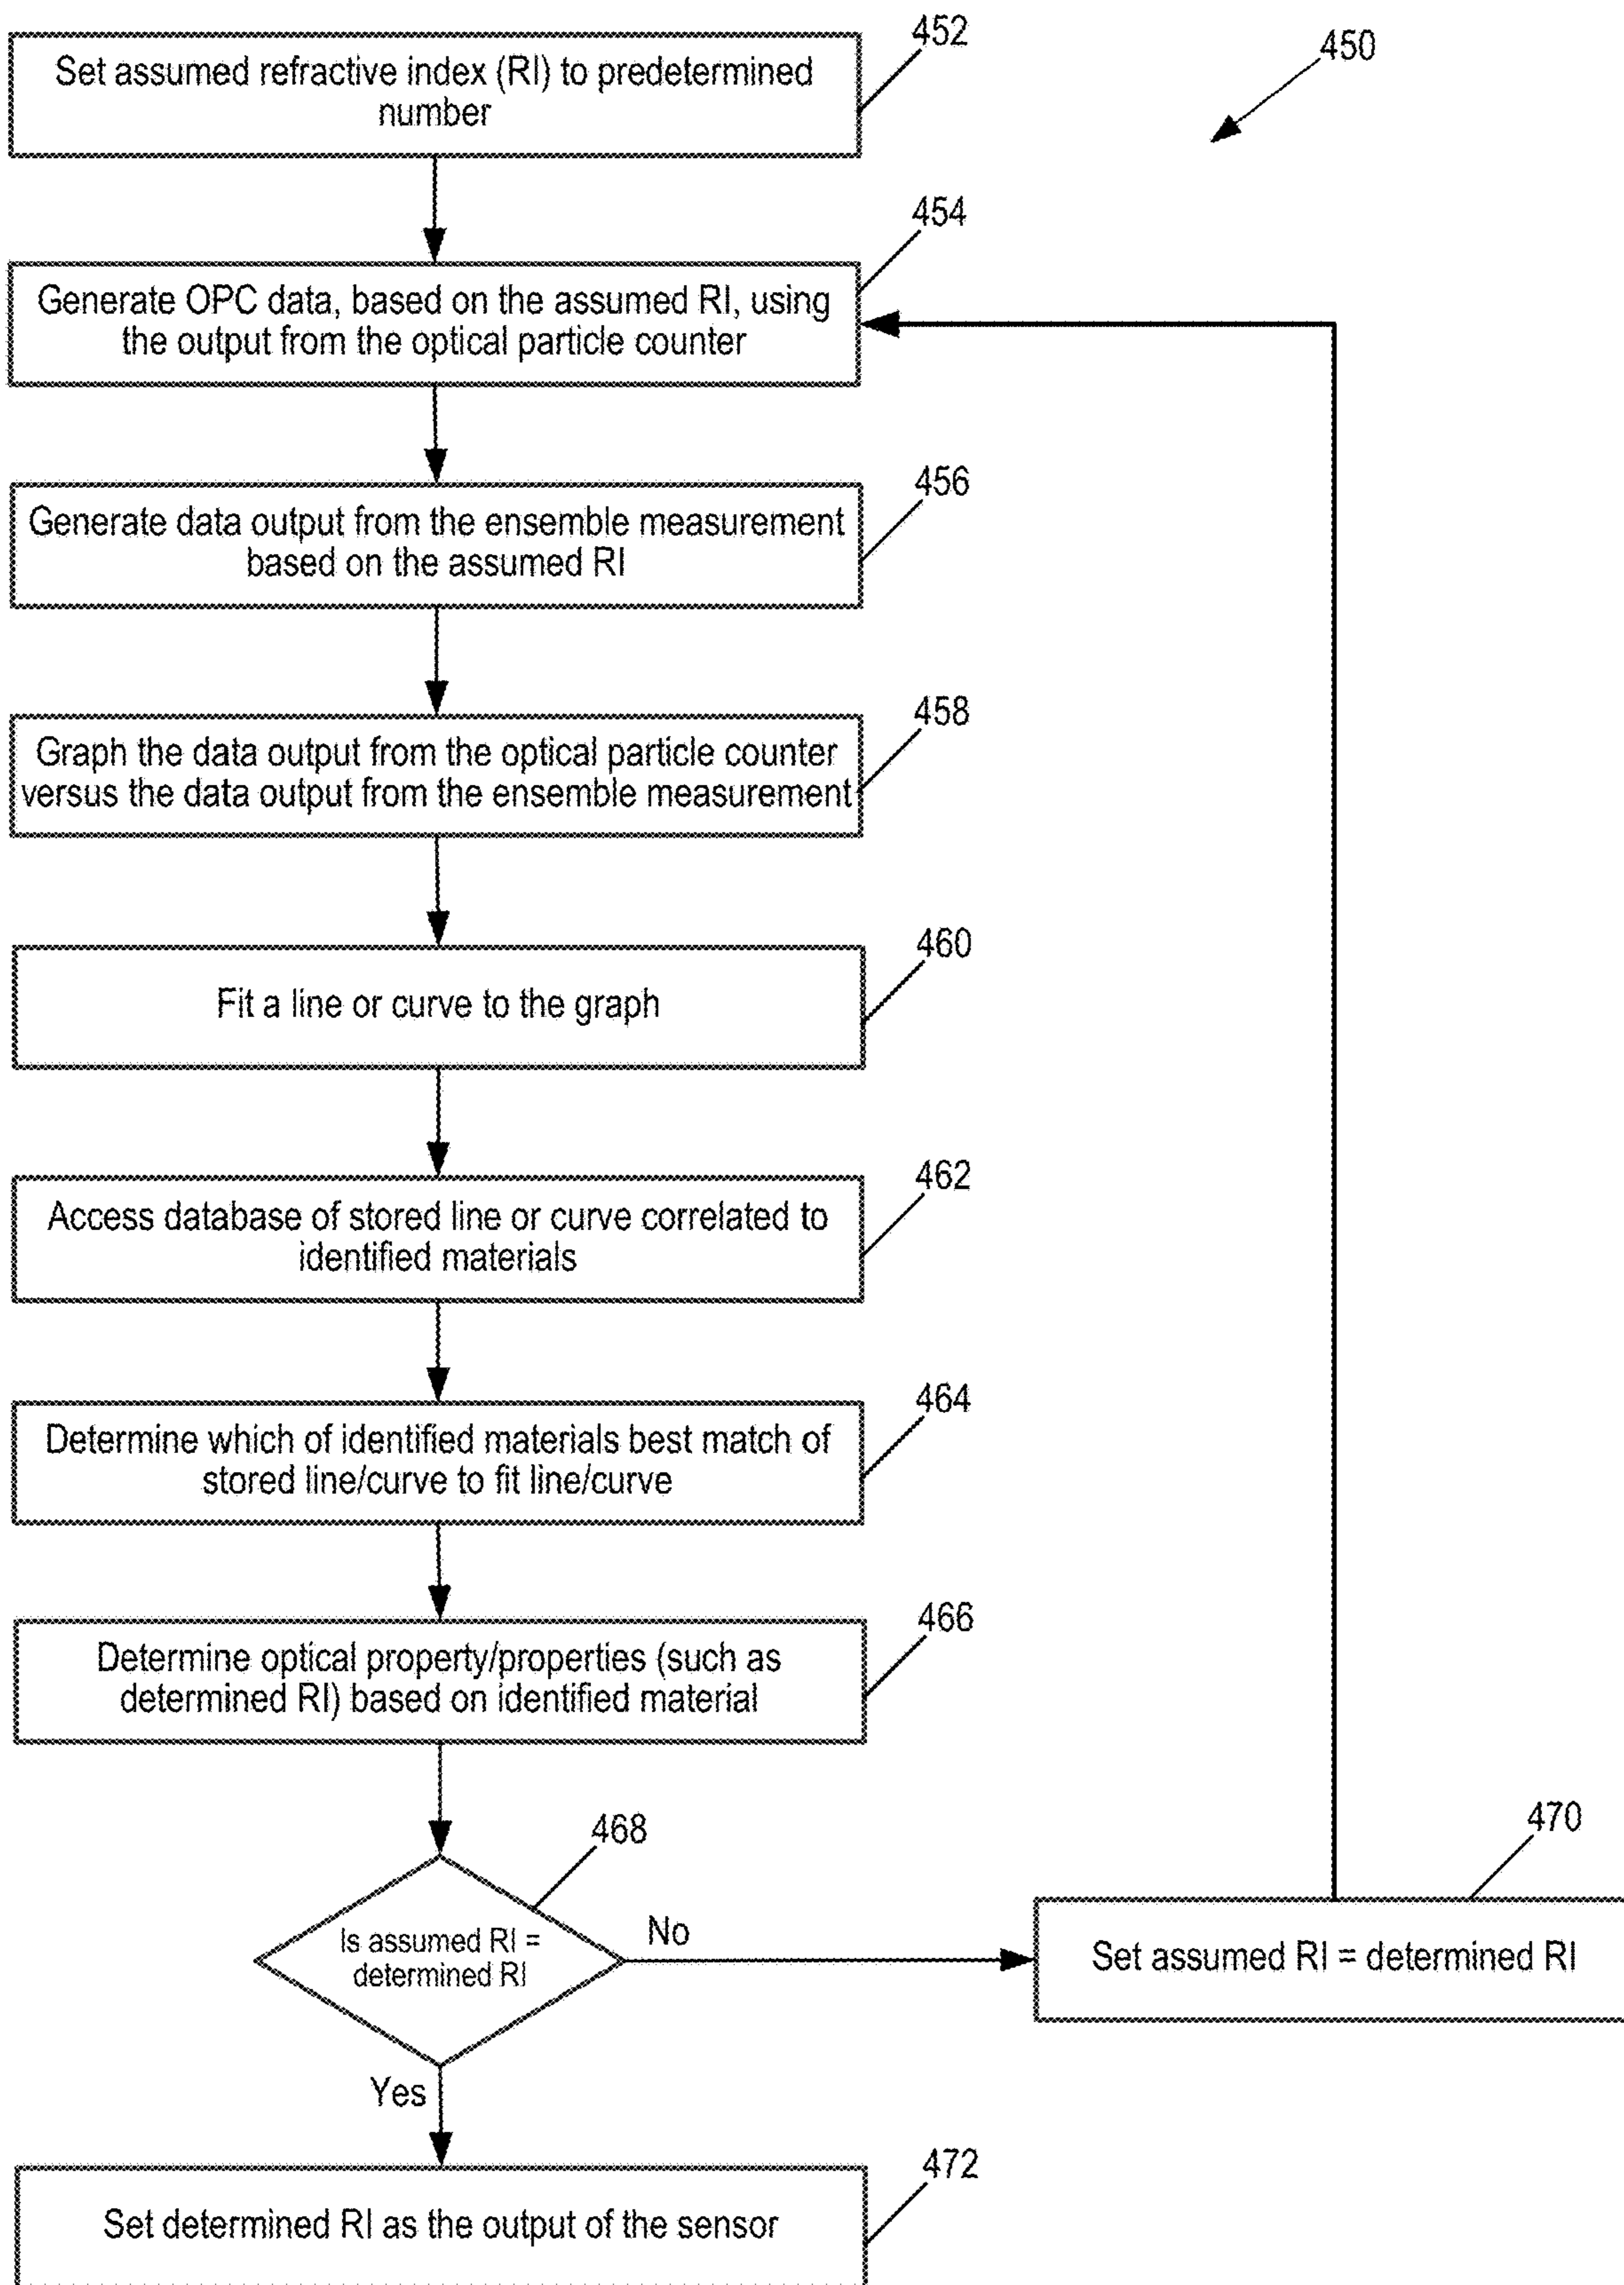 452
450
Set assumed refractive index (RI) to predetermined
number
454
Generate OPC data, based on the assumed RI, using
the output from the optical particle counter
456
Generate data output from the ensemble measurement
based on the assumed RI
458
Graph the data output from the optical particle counter
versus the data output from the ensemble measurement
460
Fit a line or curve to the graph
462
Access database of stored line or curve correlated to
identified materials
464
Determine which of identified materials best match of
stored line/curve to fit line/curve
466
Determine optical property/properties (such as
determined RI) based on identified material
468
Is assumed RI =
determined RI
No
470
Set assumed RI = determined RI
Yes
472
Set determined RI as the output of the sensor